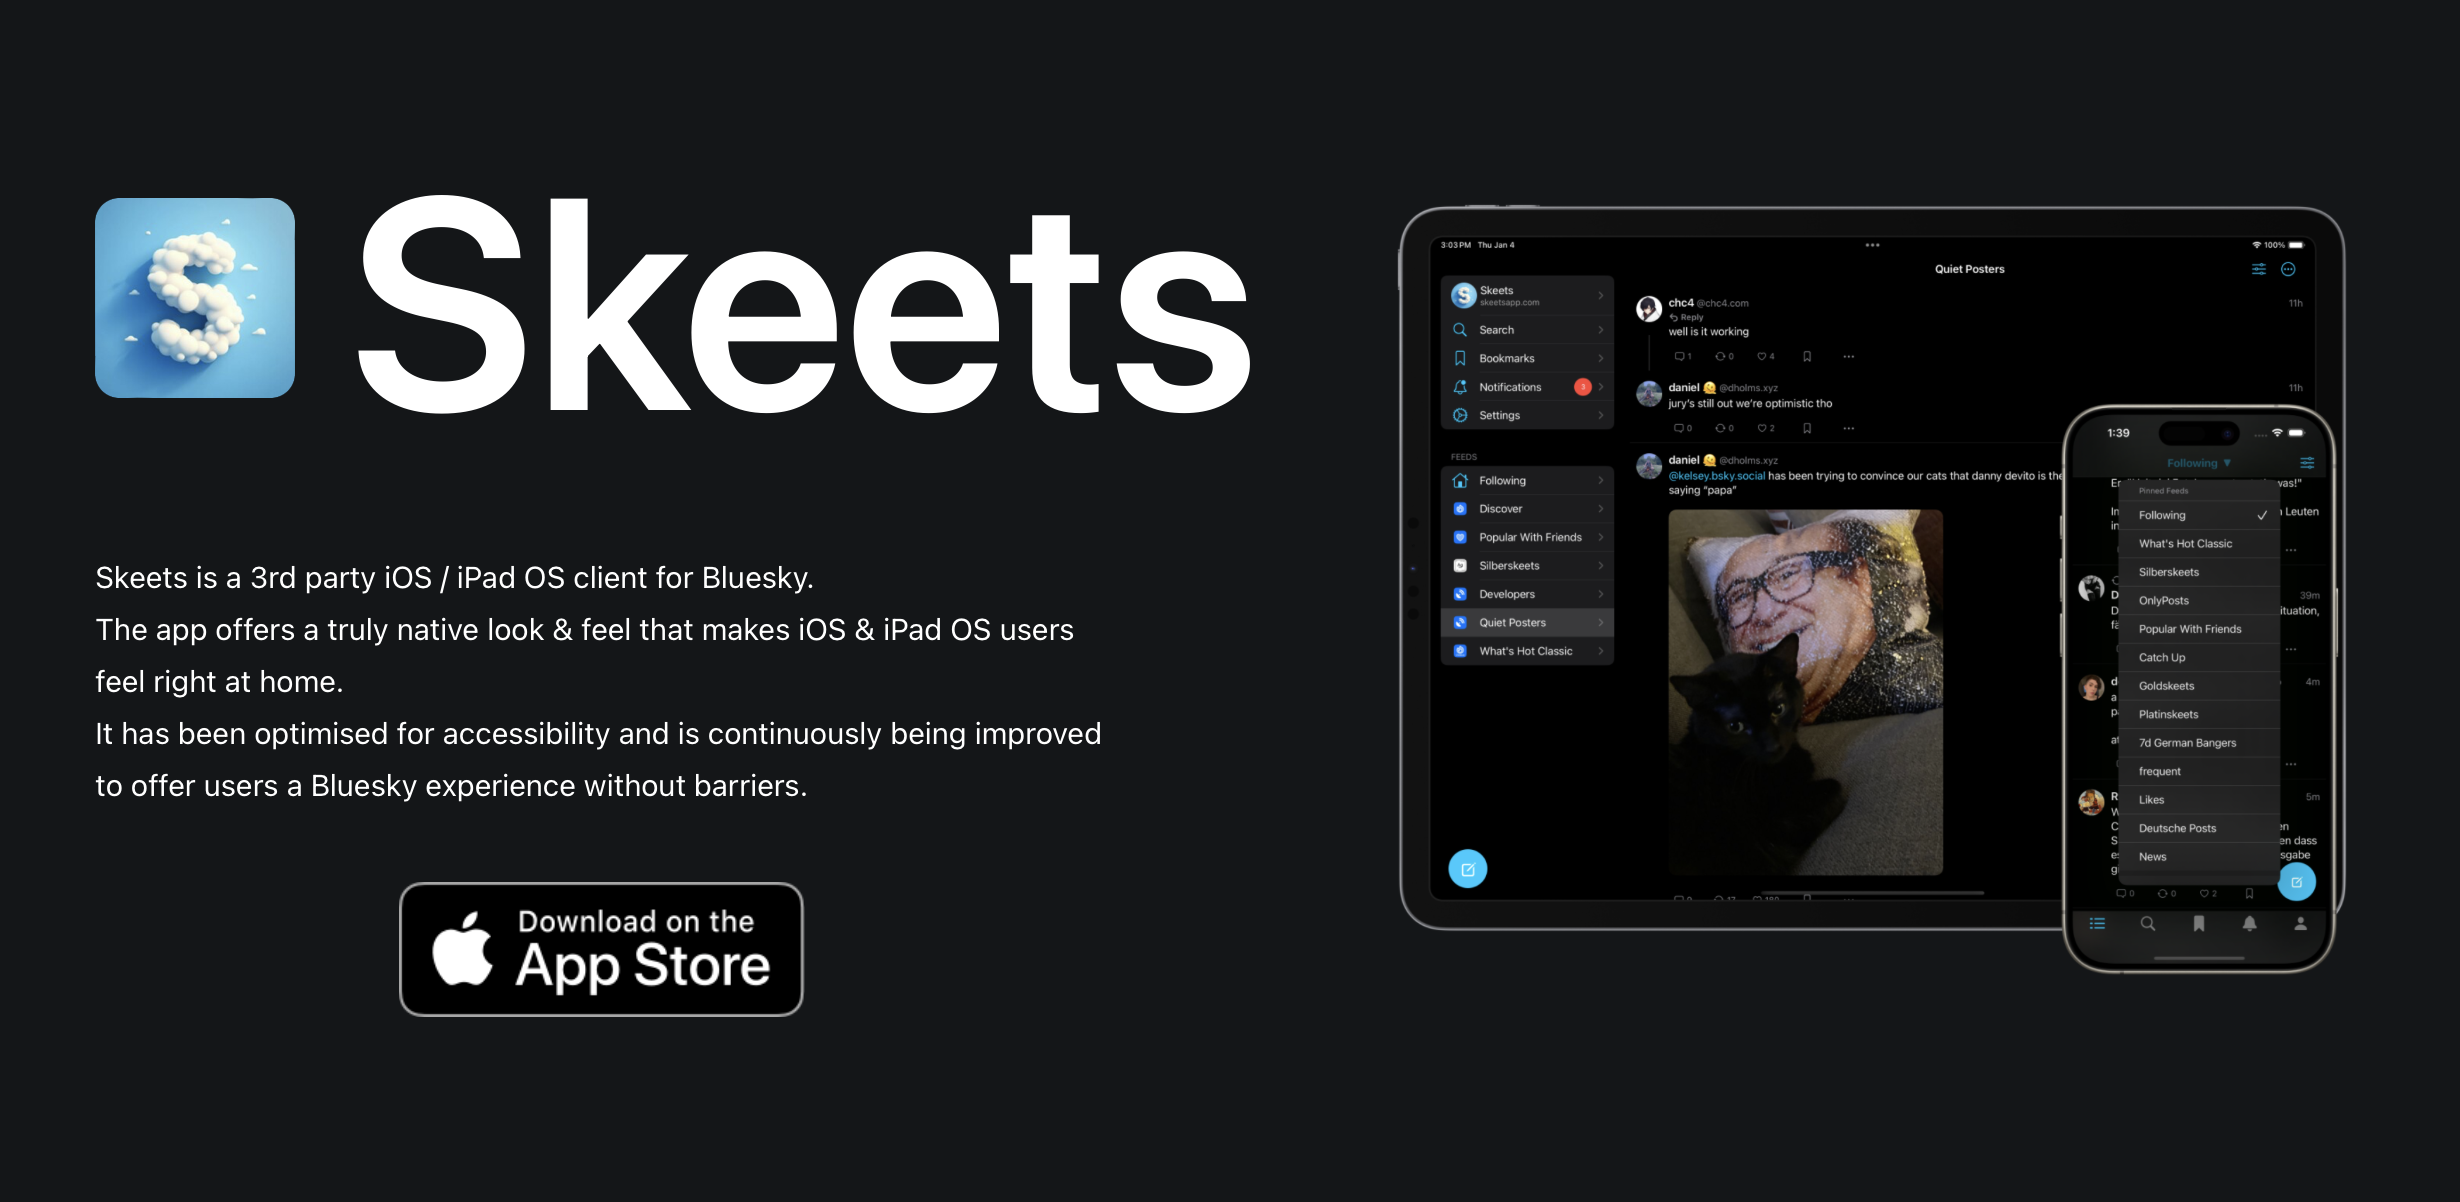 Skeets
Skeets is a 3rd party iOS / iPad OS client for Bluesky.
The app offers a truly native look & feel that makes iOS & iPad OS users
feel right at home.
It has been optimised for accessibility and is continuously being improved
to offer users a Bluesky experience without barriers.
Download on the
App Store
3:03 PM Thu Jan 4
100%
Quiet Posters
Skeets
skeetsapp.com
Search
Bookmarks
Notifications 3
Settings
FEEDS
Following
Discover
Popular With Friends
Silberskeets
Developers
Quiet Posters
What's Hot Classic
chc4 @chc4.com 11h
Reply
well is it working
1 0 4
daniel @dholms.xyz 11h
jury's still out we're optimistic tho
0 0 2
daniel @dholms.xyz
@kelsey.bsky.social has been trying to convince our cats that danny devito is the
saying "papa"
1:39
Following ▼
Pinned Feeds
Following
What's Hot Classic
Silberskeets
OnlyPosts
Popular With Friends
Catch Up
Goldskeets
Platinskeets
7d German Bangers
frequent
Likes
Deutsche Posts
News
was!"
Leuten
39m
ituation,
4m
5m
en dass
sgabe
0 0 2